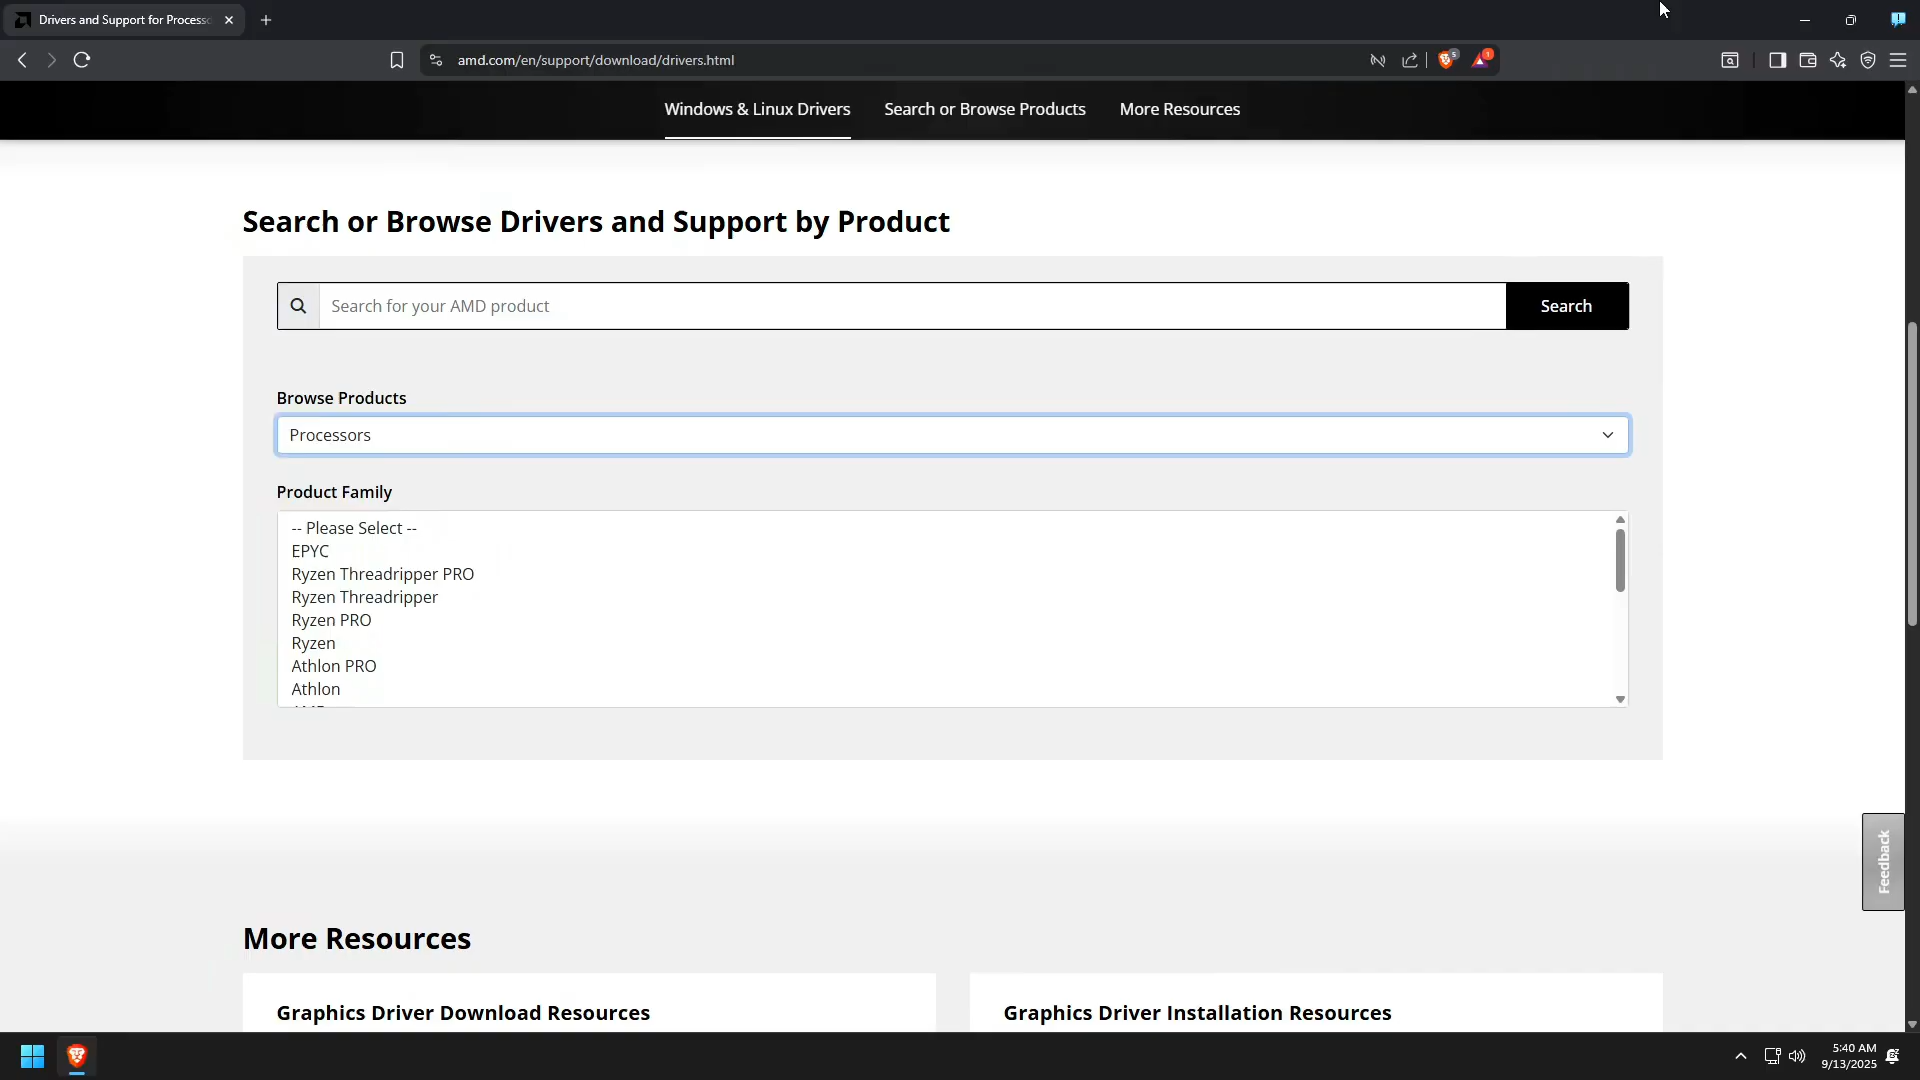 Drivers and Support for Process
amd.com/en/support/download/drivers.html
5
1
Windows & Linux Drivers
Search or Browse Products
More Resources
Search or Browse Drivers and Support by Product
Search for your AMD product
Search
Browse Products
Processors
Product Family
-- Please Select --
EPYC
Ryzen Threadripper PRO
Ryzen Threadripper
Ryzen PRO
Ryzen
Athlon PRO
Athlon
Feedback
More Resources
Graphics Driver Download Resources
Graphics Driver Installation Resources
5:40 AM
9/13/2025